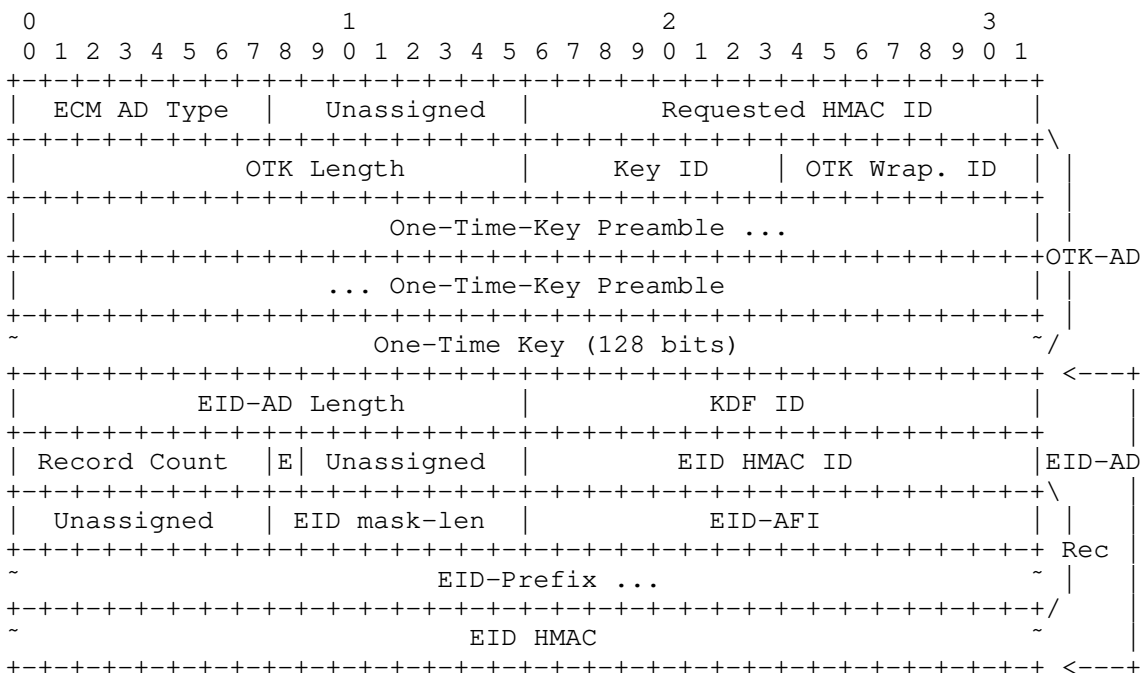 0                   1                   2                   3
 0 1 2 3 4 5 6 7 8 9 0 1 2 3 4 5 6 7 8 9 0 1 2 3 4 5 6 7 8 9 0 1
+-+-+-+-+-+-+-+-+-+-+-+-+-+-+-+-+-+-+-+-+-+-+-+-+-+-+-+-+-+-+-+-+
|  ECM AD Type  |   Unassigned  |        Requested HMAC ID      |
+-+-+-+-+-+-+-+-+-+-+-+-+-+-+-+-+-+-+-+-+-+-+-+-+-+-+-+-+-+-+-+-+\
|              OTK Length       |     Key ID    | OTK Wrap. ID  | |
+-+-+-+-+-+-+-+-+-+-+-+-+-+-+-+-+-+-+-+-+-+-+-+-+-+-+-+-+-+-+-+-+ |
|                       One-Time-Key Preamble ...               | |
+-+-+-+-+-+-+-+-+-+-+-+-+-+-+-+-+-+-+-+-+-+-+-+-+-+-+-+-+-+-+-+-+OTK-AD
|                   ... One-Time-Key Preamble                   | |
+-+-+-+-+-+-+-+-+-+-+-+-+-+-+-+-+-+-+-+-+-+-+-+-+-+-+-+-+-+-+-+-+ |
~                      One-Time Key (128 bits)                  ~/
+-+-+-+-+-+-+-+-+-+-+-+-+-+-+-+-+-+-+-+-+-+-+-+-+-+-+-+-+-+-+-+-+ <---+
|           EID-AD Length       |           KDF ID              |     |
+-+-+-+-+-+-+-+-+-+-+-+-+-+-+-+-+-+-+-+-+-+-+-+-+-+-+-+-+-+-+-+-+     |
| Record Count  |E| Unassigned  |         EID HMAC ID           |EID-AD
+-+-+-+-+-+-+-+-+-+-+-+-+-+-+-+-+-+-+-+-+-+-+-+-+-+-+-+-+-+-+-+-+\    |
|  Unassigned   | EID mask-len  |           EID-AFI             | |   |
+-+-+-+-+-+-+-+-+-+-+-+-+-+-+-+-+-+-+-+-+-+-+-+-+-+-+-+-+-+-+-+-+ Rec |
~                          EID-Prefix ...                       ~ |   |
+-+-+-+-+-+-+-+-+-+-+-+-+-+-+-+-+-+-+-+-+-+-+-+-+-+-+-+-+-+-+-+-+/    |
~                            EID HMAC                           ~     |
+-+-+-+-+-+-+-+-+-+-+-+-+-+-+-+-+-+-+-+-+-+-+-+-+-+-+-+-+-+-+-+-+ <---+